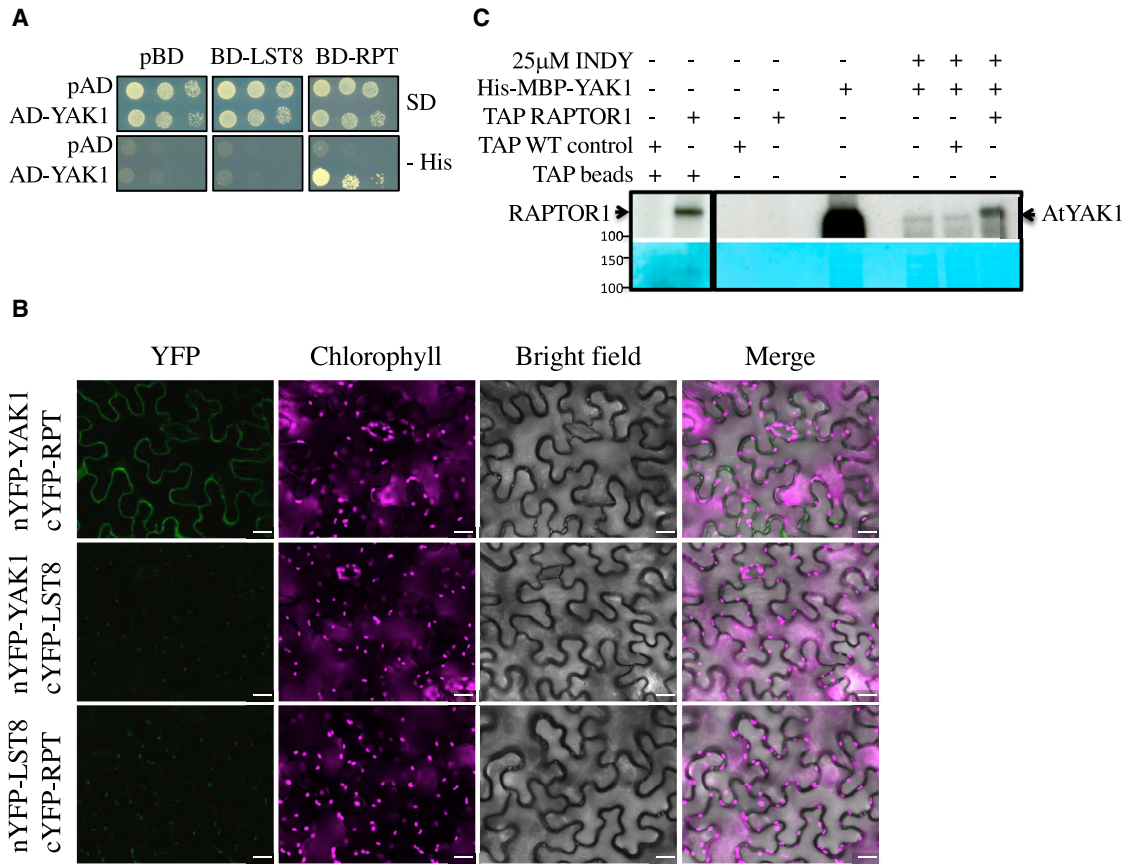 A
pBD BD-LST8 BD-RPT
pAD
AD-YAK1
SD
pAD
AD-YAK1
- His
C
25μM INDY - - - - - + + +
His-MBP-YAK1 - - - - + + + +
TAP RAPTOR1 - + - + - - - +
TAP WT control + - + - - - + -
TAP beads + + - - - - - -
RAPTOR1
AtYAK1
100
150
100
B
YFP Chlorophyll Bright field Merge
nYFP-YAK1
cYFP-RPT
nYFP-YAK1
cYFP-LST8
nYFP-LST8
cYFP-RPT